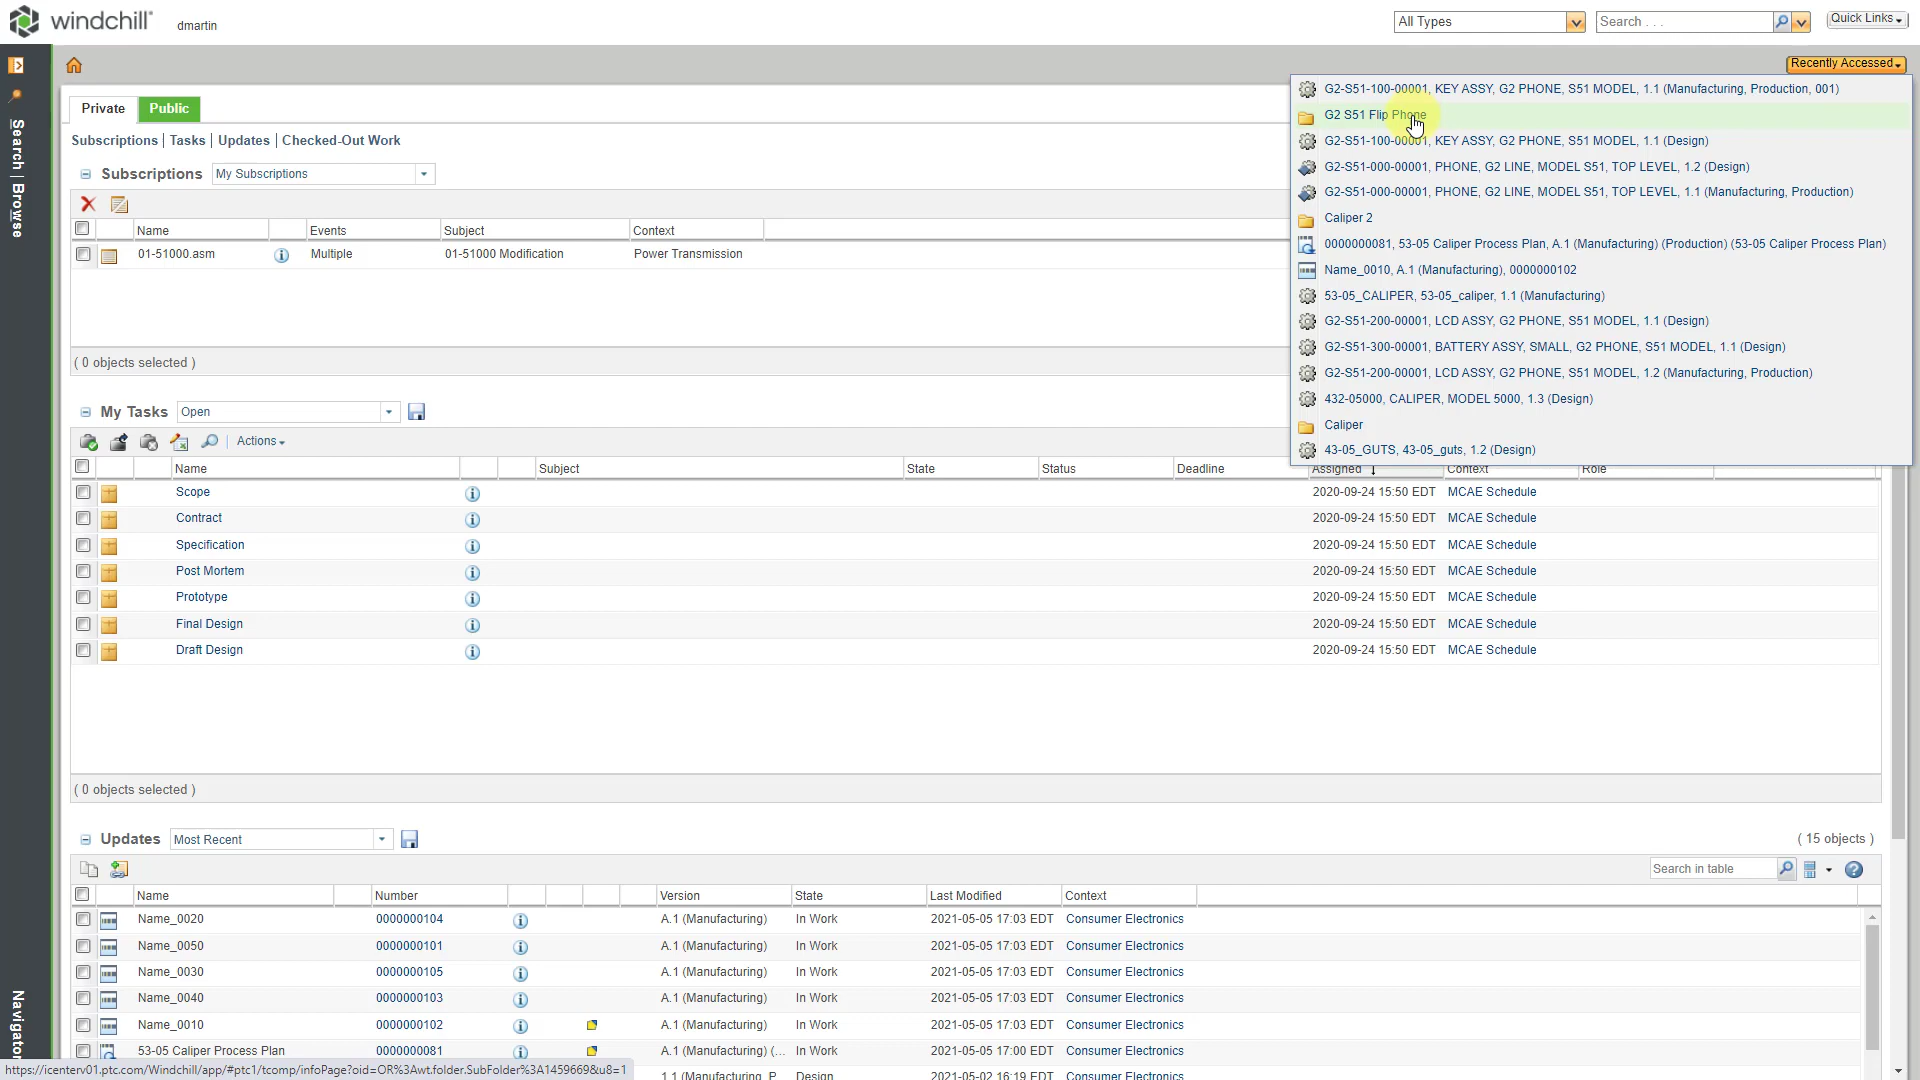 windchill dmartin All Types Search . . . Quick Links
Recently Accessed
Private Public
Subscriptions | Tasks | Updates | Checked-Out Work
Subscriptions My Subscriptions
Name Events Subject Context
01-51000.asm Multiple 01-51000 Modification Power Transmission
( 0 objects selected )
G2-S51-100-00001, KEY ASSY, G2 PHONE, S51 MODEL, 1.1 (Manufacturing, Production, 001)
G2 S51 Flip Phone
G2-S51-100-00001, KEY ASSY, G2 PHONE, S51 MODEL, 1.1 (Design)
G2-S51-000-00001, PHONE, G2 LINE, MODEL S51, TOP LEVEL, 1.2 (Design)
G2-S51-000-00001, PHONE, G2 LINE, MODEL S51, TOP LEVEL, 1.1 (Manufacturing, Production)
Caliper 2
0000000081, 53-05 Caliper Process Plan, A.1 (Manufacturing) (Production) (53-05 Caliper Process Plan)
Name_0010, A.1 (Manufacturing), 0000000102
53-05_CALIPER, 53-05_caliper, 1.1 (Manufacturing)
G2-S51-200-00001, LCD ASSY, G2 PHONE, S51 MODEL, 1.1 (Design)
G2-S51-300-00001, BATTERY ASSY, SMALL, G2 PHONE, S51 MODEL, 1.1 (Design)
G2-S51-200-00001, LCD ASSY, G2 PHONE, S51 MODEL, 1.2 (Manufacturing, Production)
432-05000, CALIPER, MODEL 5000, 1.3 (Design)
Caliper
43-05_GUTS, 43-05_guts, 1.2 (Design)
Search | Browse
Navigator
My Tasks Open
Actions
Name Subject State Status Deadline Assigned Context Role
Scope 2020-09-24 15:50 EDT MCAE Schedule
Contract 2020-09-24 15:50 EDT MCAE Schedule
Specification 2020-09-24 15:50 EDT MCAE Schedule
Post Mortem 2020-09-24 15:50 EDT MCAE Schedule
Prototype 2020-09-24 15:50 EDT MCAE Schedule
Final Design 2020-09-24 15:50 EDT MCAE Schedule
Draft Design 2020-09-24 15:50 EDT MCAE Schedule
( 0 objects selected )
Updates Most Recent ( 15 objects )
Search in table
Name Number Version State Last Modified Context
Name_0020 0000000104 A.1 (Manufacturing) In Work 2021-05-05 17:03 EDT Consumer Electronics
Name_0050 0000000101 A.1 (Manufacturing) In Work 2021-05-05 17:03 EDT Consumer Electronics
Name_0030 0000000105 A.1 (Manufacturing) In Work 2021-05-05 17:03 EDT Consumer Electronics
Name_0040 0000000103 A.1 (Manufacturing) In Work 2021-05-05 17:03 EDT Consumer Electronics
Name_0010 0000000102 A.1 (Manufacturing) In Work 2021-05-05 17:03 EDT Consumer Electronics
53-05 Caliper Process Plan 0000000081 A.1 (Manufacturing) (... In Work 2021-05-05 17:00 EDT Consumer Electronics
1.1 (Manufacturing, P Design 2021-05-02 16:19 EDT Consumer Electronics
https://icenterv01.ptc.com/Windchill/app/#ptc1/tcomp/infoPage?oid=OR%3Awt.folder.SubFolder%3A1459669&u8=1